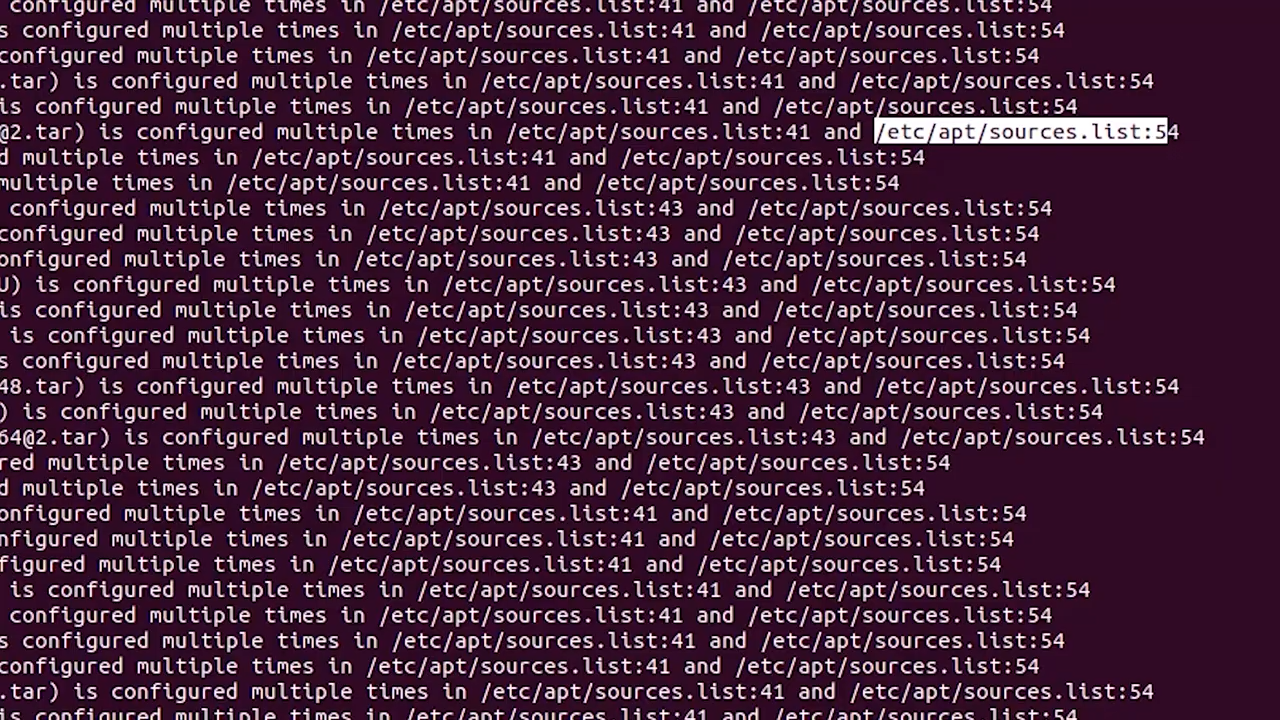 configured multiple times in /etc/apt/sources.list:41 and /etc/apt/sources.list:54
s configured multiple times in /etc/apt/sources.list:41 and /etc/apt/sources.list:54
configured multiple times in /etc/apt/sources.list:41 and /etc/apt/sources.list:54
.tar) is configured multiple times in /etc/apt/sources.list:41 and /etc/apt/sources.list:54
is configured multiple times in /etc/apt/sources.list:41 and /etc/apt/sources.list:54
@2.tar) is configured multiple times in /etc/apt/sources.list:41 and /etc/apt/sources.list:54
d multiple times in /etc/apt/sources.list:41 and /etc/apt/sources.list:54
multiple times in /etc/apt/sources.list:41 and /etc/apt/sources.list:54
configured multiple times in /etc/apt/sources.list:43 and /etc/apt/sources.list:54
configured multiple times in /etc/apt/sources.list:43 and /etc/apt/sources.list:54
onfigured multiple times in /etc/apt/sources.list:43 and /etc/apt/sources.list:54
U) is configured multiple times in /etc/apt/sources.list:43 and /etc/apt/sources.list:54
is configured multiple times in /etc/apt/sources.list:43 and /etc/apt/sources.list:54
is configured multiple times in /etc/apt/sources.list:43 and /etc/apt/sources.list:54
s configured multiple times in /etc/apt/sources.list:43 and /etc/apt/sources.list:54
48.tar) is configured multiple times in /etc/apt/sources.list:43 and /etc/apt/sources.list:54
) is configured multiple times in /etc/apt/sources.list:43 and /etc/apt/sources.list:54
64@2.tar) is configured multiple times in /etc/apt/sources.list:43 and /etc/apt/sources.list:54
red multiple times in /etc/apt/sources.list:43 and /etc/apt/sources.list:54
d multiple times in /etc/apt/sources.list:43 and /etc/apt/sources.list:54
onfigured multiple times in /etc/apt/sources.list:41 and /etc/apt/sources.list:54
nfigured multiple times in /etc/apt/sources.list:41 and /etc/apt/sources.list:54
figured multiple times in /etc/apt/sources.list:41 and /etc/apt/sources.list:54
is configured multiple times in /etc/apt/sources.list:41 and /etc/apt/sources.list:54
configured multiple times in /etc/apt/sources.list:41 and /etc/apt/sources.list:54
s configured multiple times in /etc/apt/sources.list:41 and /etc/apt/sources.list:54
configured multiple times in /etc/apt/sources.list:41 and /etc/apt/sources.list:54
.tar) is configured multiple times in /etc/apt/sources.list:41 and /etc/apt/sources.list:54
is configured multiple times in /etc/apt/sources.list:41 and /etc/apt/sources.list:54